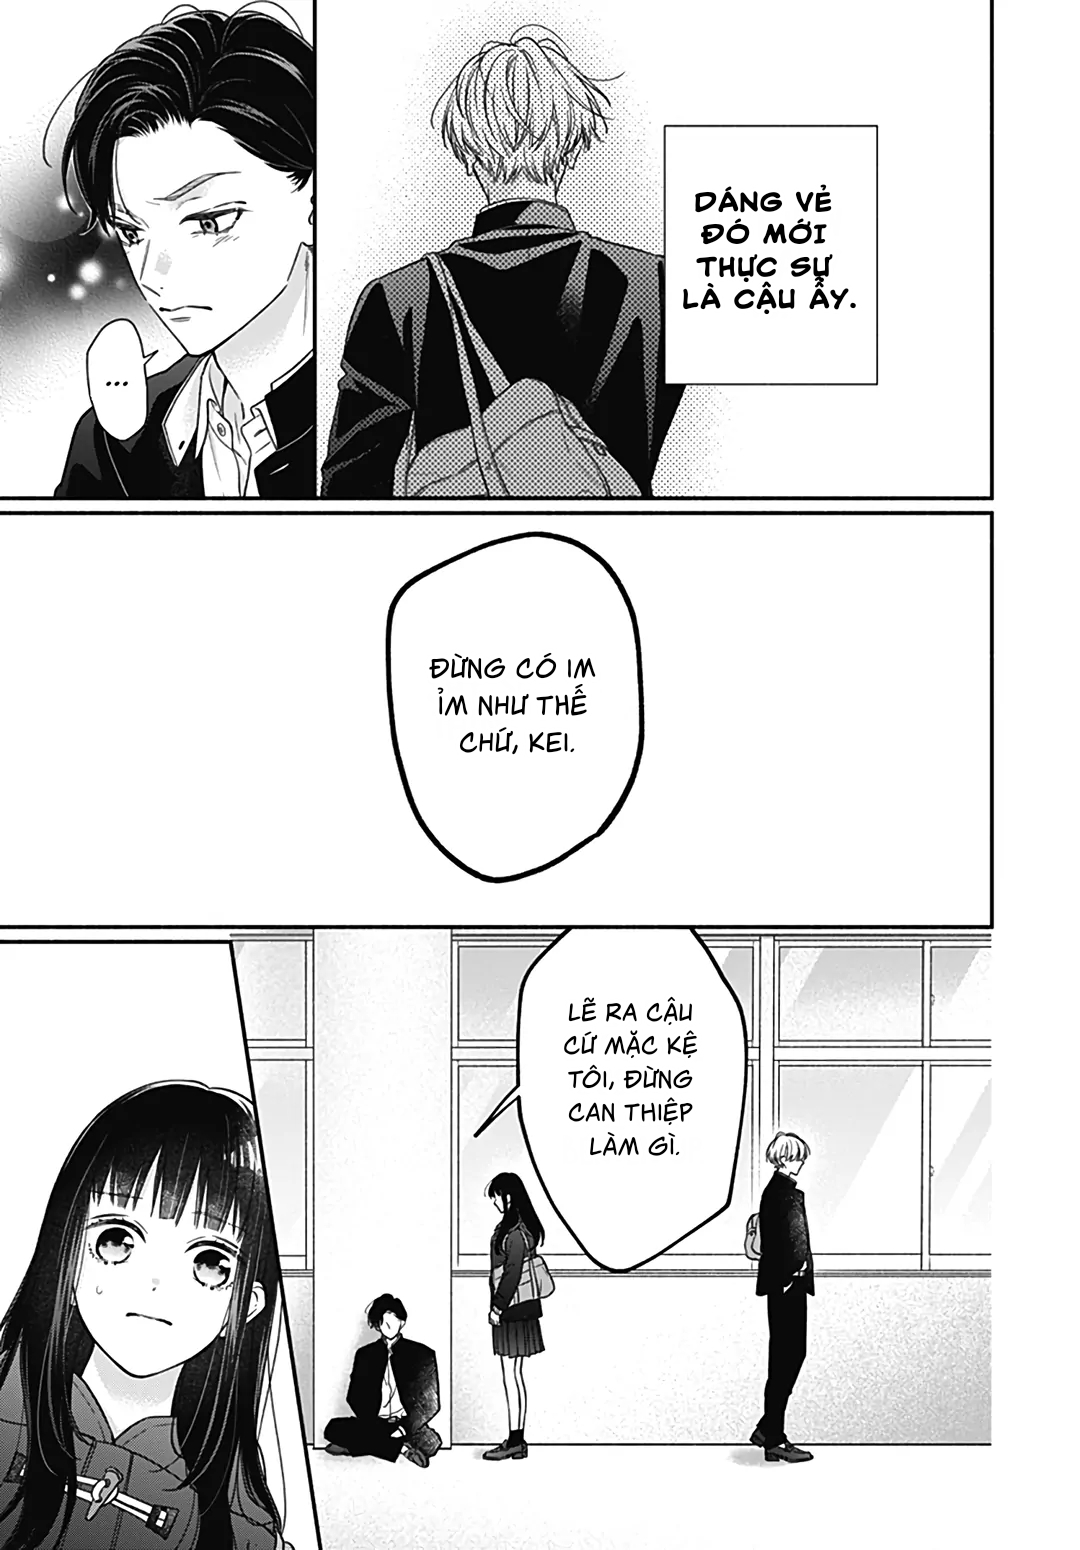 DÁNG VẺ
ĐÓ MỚI
THỰC SỰ
LÀ CẬU ẤY.
...
ĐỪNG CÓ IM
ỈM NHƯ THẾ
CHỨ, KEI.
LẼ RA CẬU
CỨ MẶC KỆ
TÔI, ĐỪNG
CAN THIỆP
LÀM GÌ.